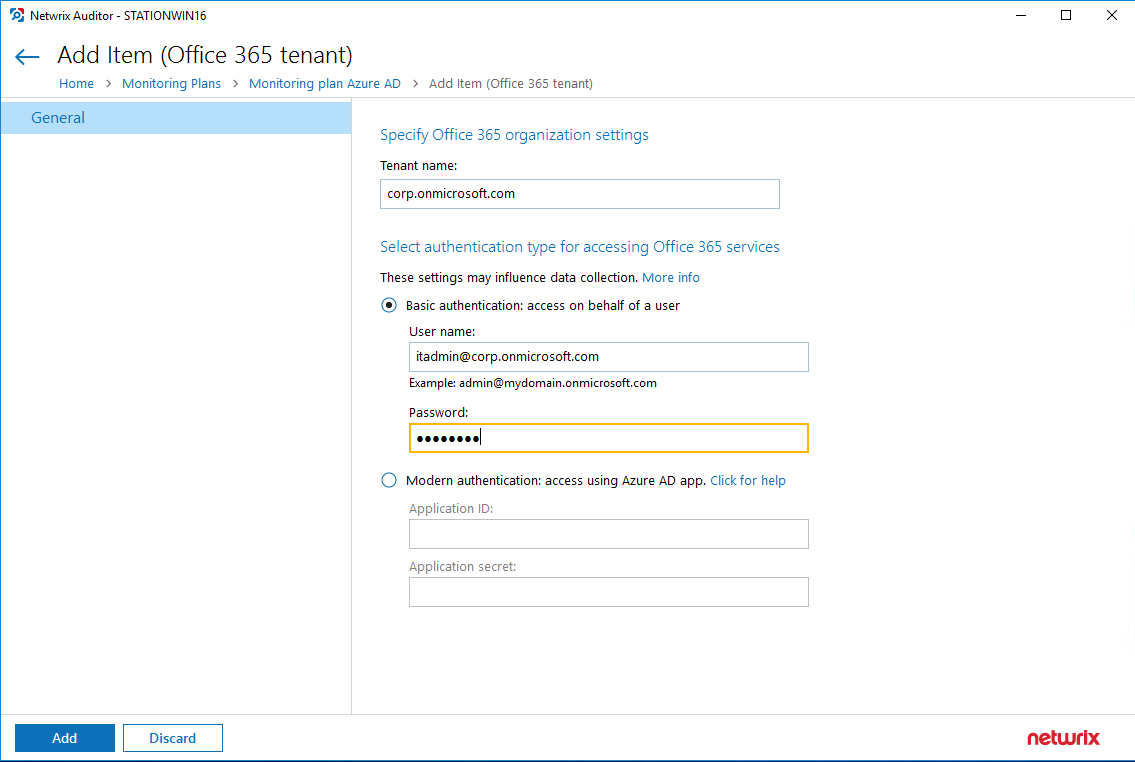 Netwrix Auditor - STATIONWIN16
Add Item (Office 365 tenant)
Home > Monitoring Plans > Monitoring plan Azure AD > Add Item (Office 365 tenant)
General
Specify Office 365 organization settings
Tenant name:
corp.onmicrosoft.com
Select authentication type for accessing Office 365 services
These settings may influence data collection. More info
Basic authentication: access on behalf of a user
User name:
itadmin@corp.onmicrosoft.com
Example: admin@mydomain.onmicrosoft.com
Password:
●●●●●●●●
Modern authentication: access using Azure AD app. Click for help
Application ID:
Application secret:
Add Discard
netwrix